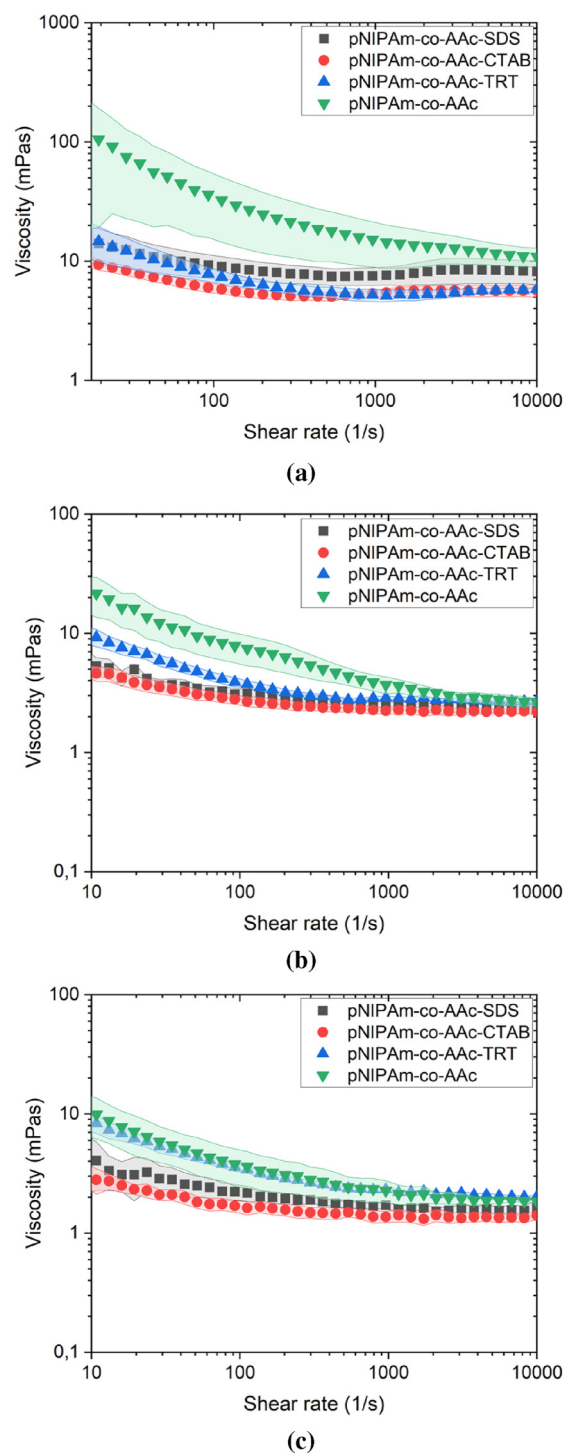 1000
100
10
1
Viscosity (mPas)
pNIPAm-co-AAc-SDS
pNIPAm-co-AAc-CTAB
pNIPAm-co-AAc-TRT
pNIPAm-co-AAc
100 1000 10000
Shear rate (1/s)
(a)
100
10
1
0,1
Viscosity (mPas)
pNIPAm-co-AAc-SDS
pNIPAm-co-AAc-CTAB
pNIPAm-co-AAc-TRT
pNIPAm-co-AAc
10 100 1000 10000
Shear rate (1/s)
(b)
100
10
1
0,1
Viscosity (mPas)
pNIPAm-co-AAc-SDS
pNIPAm-co-AAc-CTAB
pNIPAm-co-AAc-TRT
pNIPAm-co-AAc
10 100 1000 10000
Shear rate (1/s)
(c)